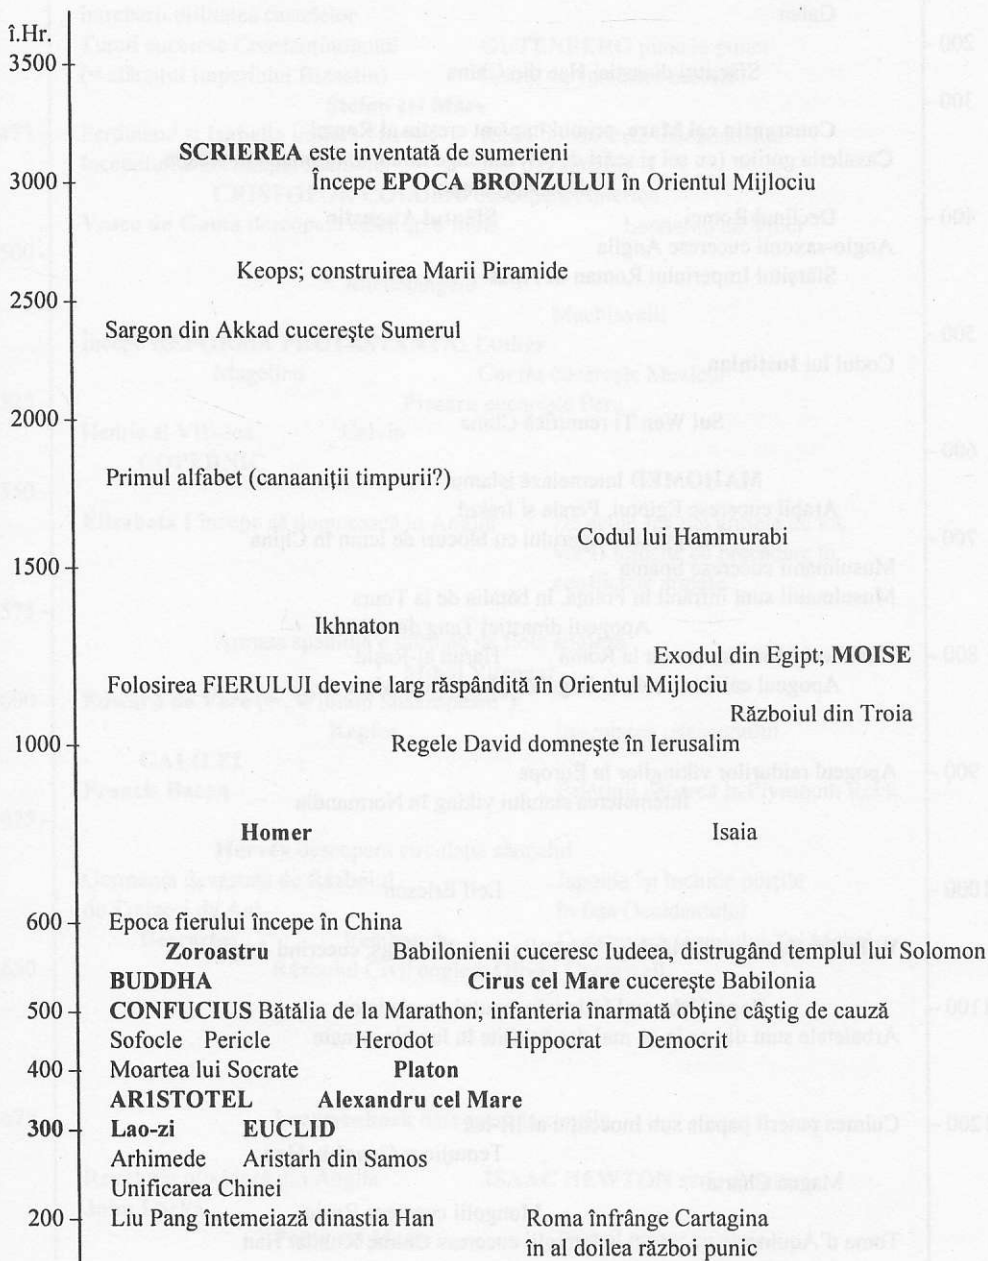 î.Hr.
3500
SCRIEREA este inventată de sumerieni
3000 Începe EPOCA BRONZULUI în Orientul Mijlociu
Keops; construirea Marii Piramide
2500
Sargon din Akkad cucereşte Sumerul
2000
Primul alfabet (canaaniţii timpurii?)
Codul lui Hammurabi
1500
Ikhnaton
Exodul din Egipt; MOISE
Folosirea FIERULUI devine larg răspândită în Orientul Mijlociu
Războiul din Troia
1000 Regele David domneşte în Ierusalim
Homer Isaia
600 Epoca fierului începe în China
Zoroastru Babilonienii cuceresc Iudeea, distrugând templul lui Solomon
BUDDHA Cirus cel Mare cucereşte Babilonia
500 CONFUCIUS Bătălia de la Marathon; infanteria înarmată obţine câştig de cauză
Sofocle Pericle Herodot Hippocrat Democrit
400 Moartea lui Socrate Platon
AR1STOTEL Alexandru cel Mare
300 Lao-zi EUCLID
Arhimede Aristarh din Samos
Unificarea Chinei
200 Liu Pang întemeiază dinastia Han Roma înfrânge Cartagina
în al doilea război punic